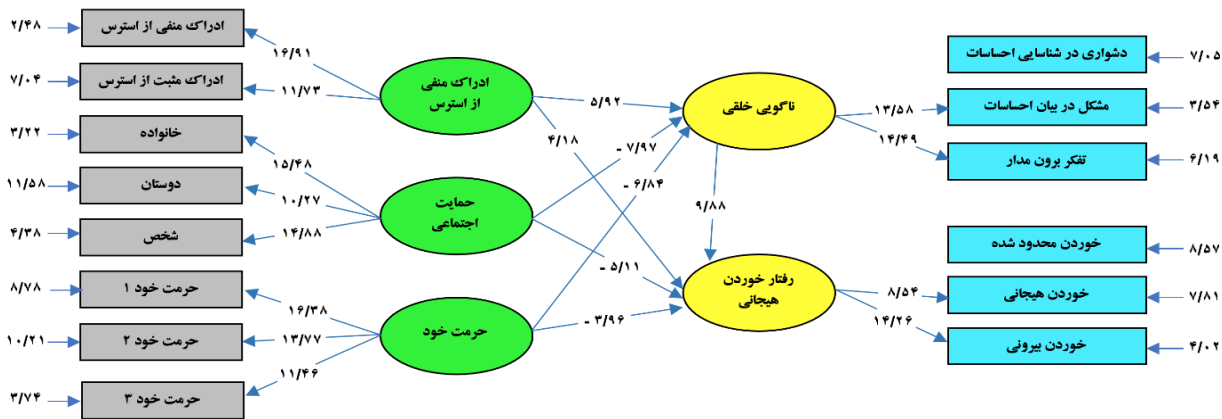 ادراک منفی از استرس
۲/۴۸
۱۶/۹۱
ادراک مثبت از استرس
۷/۰۴
۱۱/۷۳
خانواده
۳/۲۲
۱۵/۴۸
دوستان
۱۱/۵۸
۱۰/۲۷
شخص
۴/۳۸
۱۴/۸۸
حرمت خود ۱
۸/۷۸
۱۶/۳۸
حرمت خود ۲
۱۰/۲۱
۱۳/۷۷
حرمت خود ۳
۳/۷۴
۱۱/۴۶
ادراک منفی
از استرس
حمایت
اجتماعی
حرمت خود
۵/۹۲
۴/۱۸
- ۷/۹۷
- ۶/۸۴
- ۵/۱۱
- ۳/۹۶
ناگویی خلقی
۹/۸۸
رفتار خوردن
هیجانی
۱۳/۵۸
۱۴/۴۹
۸/۵۴
۱۴/۲۶
دشواری در شناسایی احساسات
۷/۰۵
مشکل در بیان احساسات
۳/۵۴
تفکر برون مدار
۶/۱۹
خوردن محدود شده
۸/۵۷
خوردن هیجانی
۷/۸۱
خوردن بیرونی
۴/۰۲